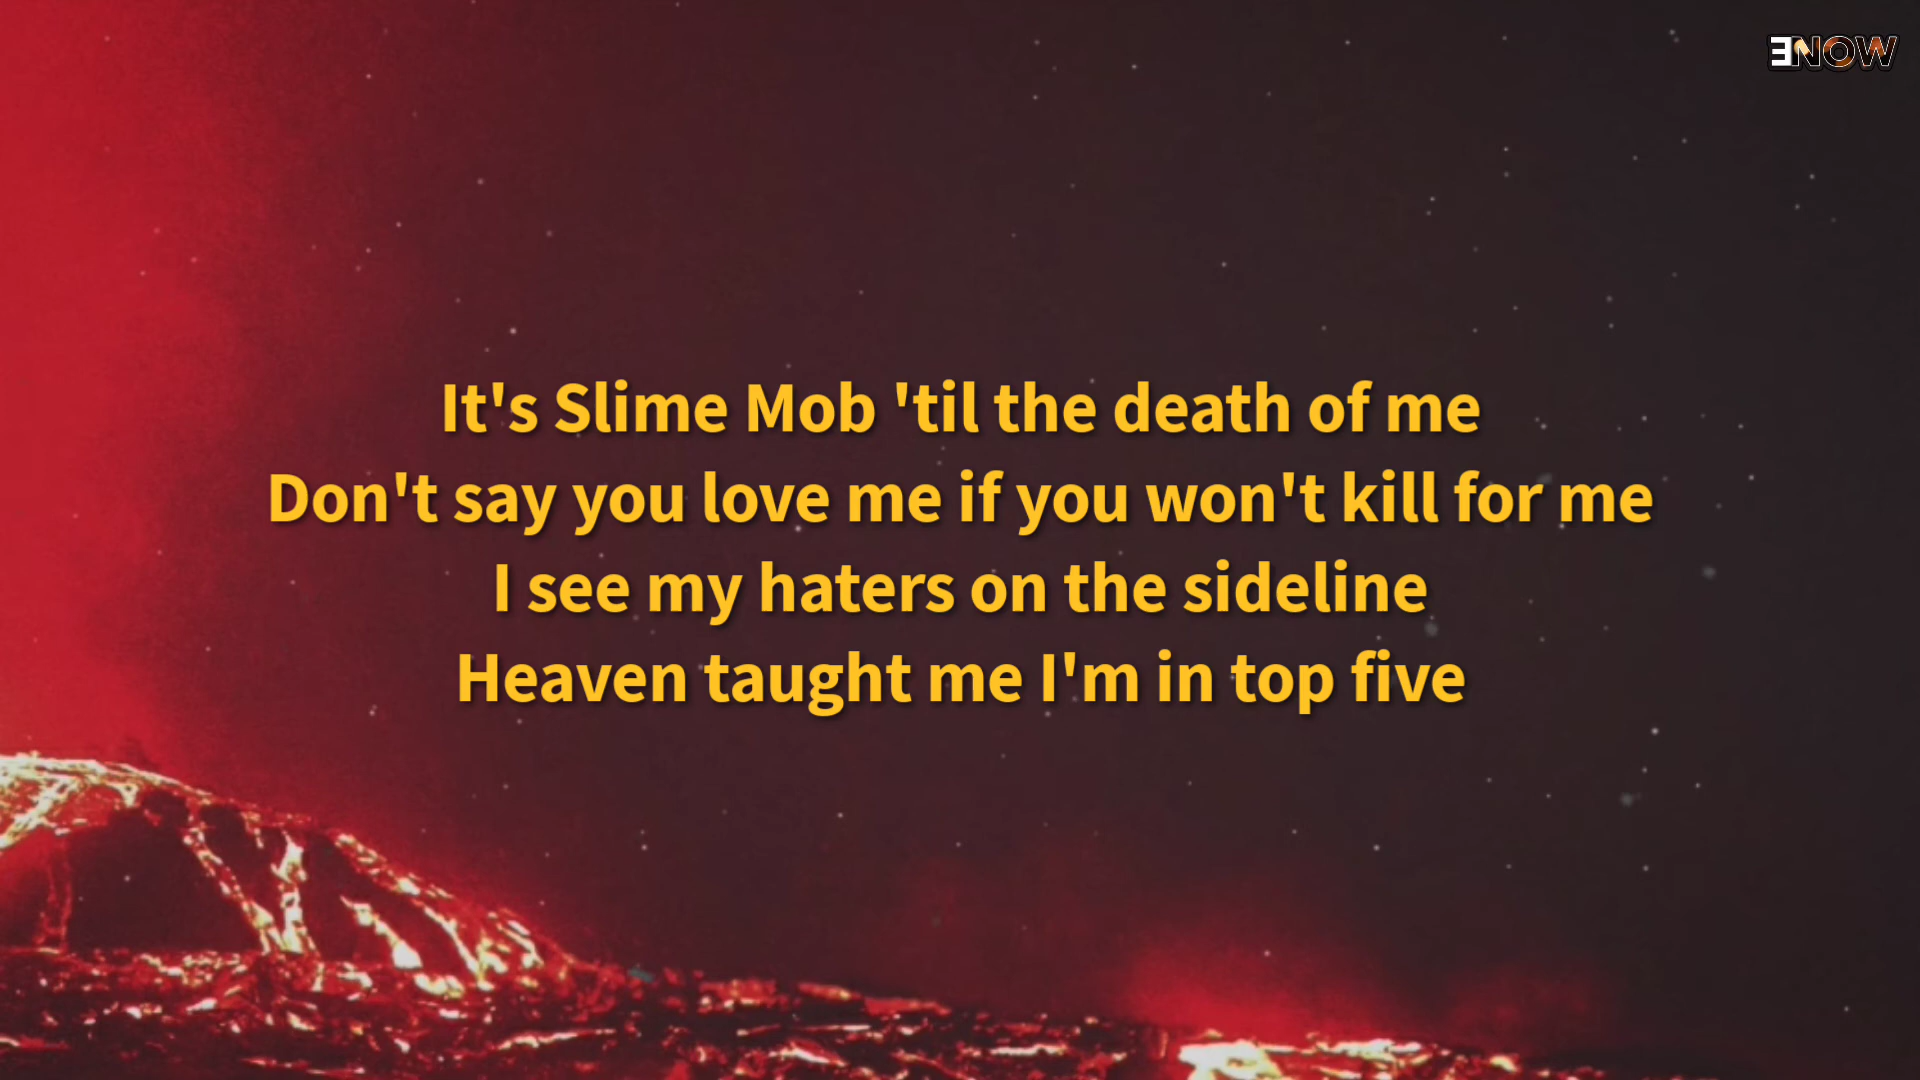 ENOW
It's Slime Mob 'til the death of me
Don't say you love me if you won't kill for me
I see my haters on the sideline
Heaven taught me I'm in top five